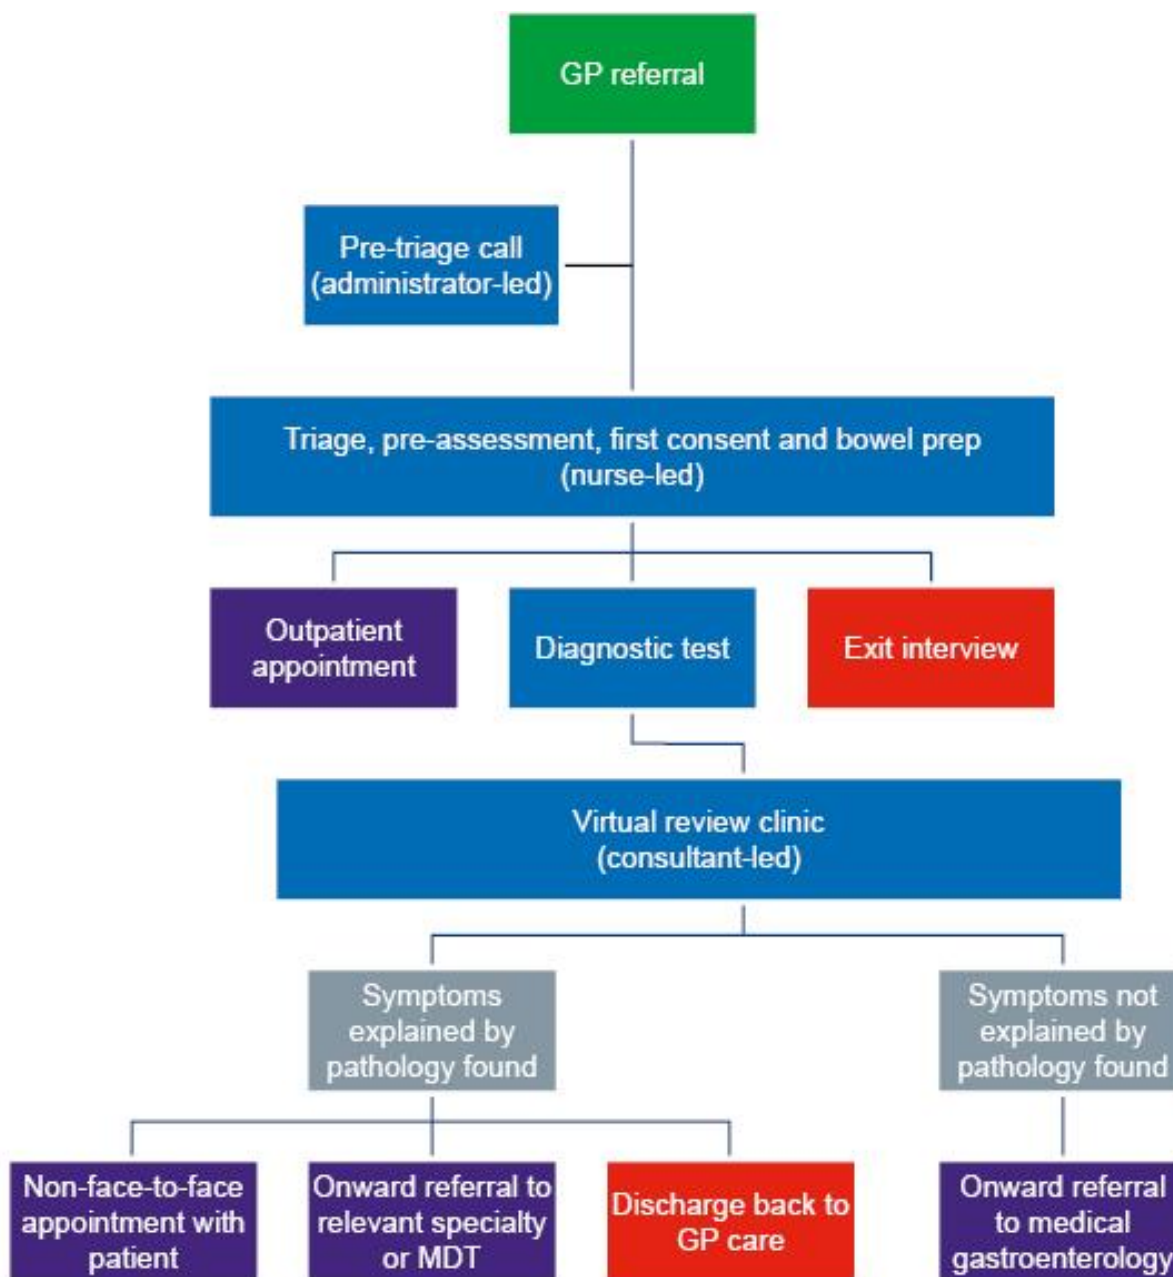 GP referral
Pre-triage call
(administrator-led)
Triage, pre-assessment, first consent and bowel prep
(nurse-led)
Outpatient
appointment
Diagnostic test
Exit interview
Virtual review clinic
(consultant-led)
Symptoms
explained by
pathology found
Symptoms not
explained by
pathology found
Non-face-to-face
appointment with
patient
Onward referral to
relevant specialty
or MDT
Discharge back to
GP care
Onward referral
to medical
gastroenterology